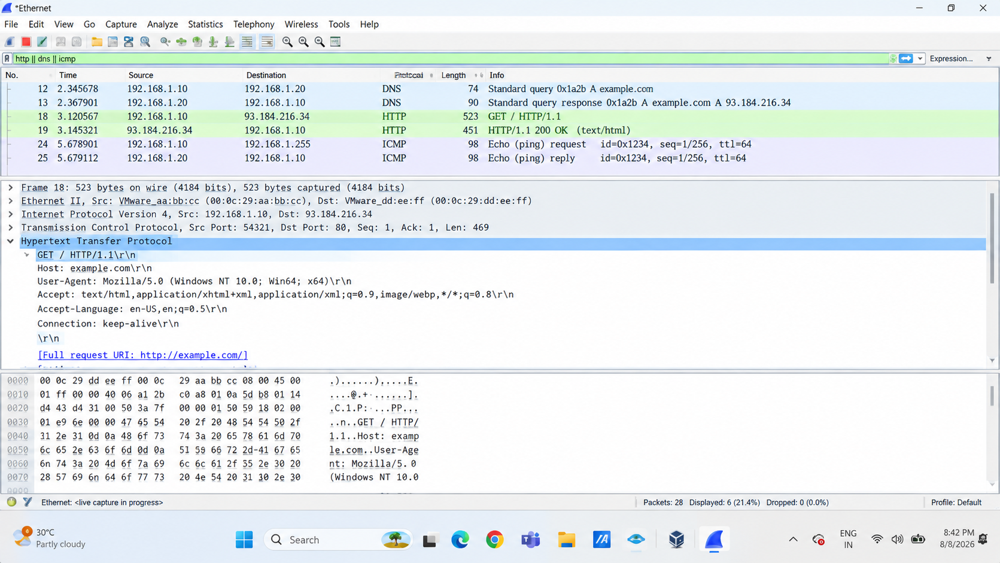 *Ethernet
File Edit View Go Capture Analyze Statistics Telephony Wireless Tools Help
http || dns || icmp Expression...
No. Time Source Destination Protocol Length Info
12 2.345678 192.168.1.10 192.168.1.20 DNS 74 Standard query 0x1a2b A example.com
13 2.367901 192.168.1.20 192.168.1.10 DNS 90 Standard query response 0x1a2b A example.com A 93.184.216.34
18 3.120567 192.168.1.10 93.184.216.34 HTTP 523 GET / HTTP/1.1
19 3.145321 93.184.216.34 192.168.1.10 HTTP 451 HTTP/1.1 200 OK (text/html)
24 5.678901 192.168.1.10 192.168.1.255 ICMP 98 Echo (ping) request id=0x1234, seq=1/256, ttl=64
25 5.679112 192.168.1.20 192.168.1.10 ICMP 98 Echo (ping) reply id=0x1234, seq=1/256, ttl=64
Frame 18: 523 bytes on wire (4184 bits), 523 bytes captured (4184 bits)
Ethernet II, Src: VMware_aa:bb:cc (00:0c:29:aa:bb:cc), Dst: VMware_dd:ee:ff (00:0c:29:dd:ee:ff)
Internet Protocol Version 4, Src: 192.168.1.10, Dst: 93.184.216.34
Transmission Control Protocol, Src Port: 54321, Dst Port: 80, Seq: 1, Ack: 1, Len: 469
Hypertext Transfer Protocol
GET / HTTP/1.1\r\n
Host: example.com\r\n
User-Agent: Mozilla/5.0 (Windows NT 10.0; Win64; x64)\r\n
Accept: text/html,application/xhtml+xml,application/xml;q=0.9,image/webp,*/*;q=0.8\r\n
Accept-Language: en-US,en;q=0.5\r\n
Connection: keep-alive\r\n
\r\n
[Full request URI: http://example.com/]
0000 00 0c 29 dd ee ff 00 0c 29 aa bb cc 08 00 45 00 .)......),....E.
0010 01 ff 00 00 40 06 a1 2b c0 a8 01 0a 5d b8 01 14 ....@.+·......].
0020 d4 43 d4 31 00 50 3a 7f 00 00 01 50 59 18 02 00 .C.1.P:·...PP...
0030 01 e9 6e 00 00 47 45 54 20 2f 20 48 54 54 50 2f ..n..GET / HTTP/
0040 31 2e 31 0d 0a 48 6f 73 74 3a 20 65 78 61 6d 70 1.1..Host: examp
0050 6c 65 2e 63 6f 6d 0d 0a 51 59 66 72 2d-41 67 65 le.com..User-Age
0060 6n 74 3a 20 4d 6f 7a 69 6c 6c 61 2f 55 2e 30 20 nt: Mozilla/5.0
0070 28 57 69 6n 64 6f 77 73 20 4e 54 20 31 30 2e 30 (Windows NT 10.0
Ethernet: <live capture in progress> Packets: 28 Displayed: 6 (21.4%) Dropped: 0 (0.0%) Profile: Default
30°C
Partly cloudy
Search
ENG
IN
8:42 PM
8/8/2026